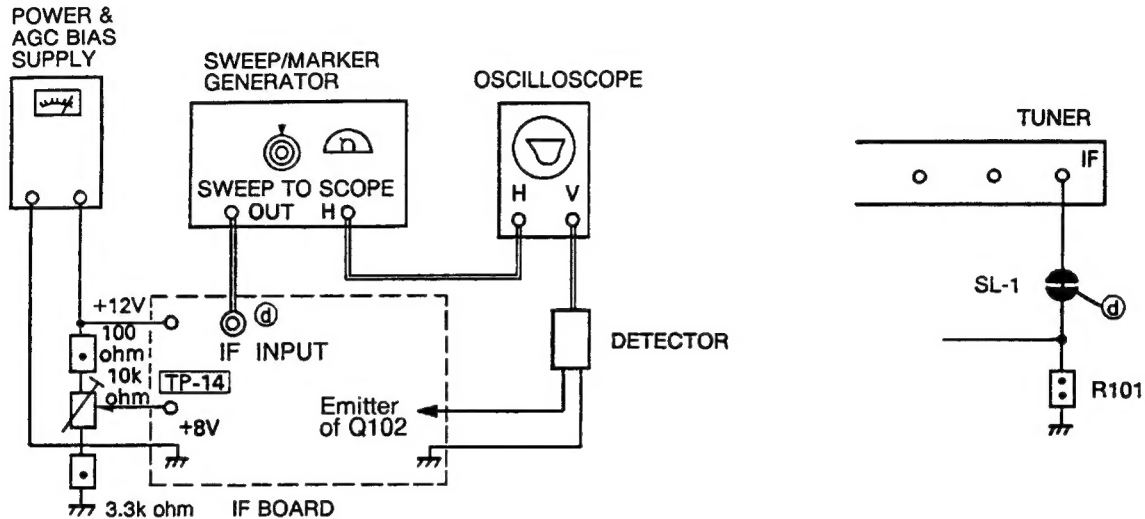 POWER &
AGC BIAS
SUPPLY
SWEEP/MARKER
GENERATOR
SWEEP TO SCOPE
OUT H
OSCILLOSCOPE
H V
+12V
100
ohm
10k
ohm
TP-14
+8V
3.3k ohm
IF INPUT
d
Emitter
of Q102
IF BOARD
DETECTOR
TUNER
IF
SL-1
d
R101